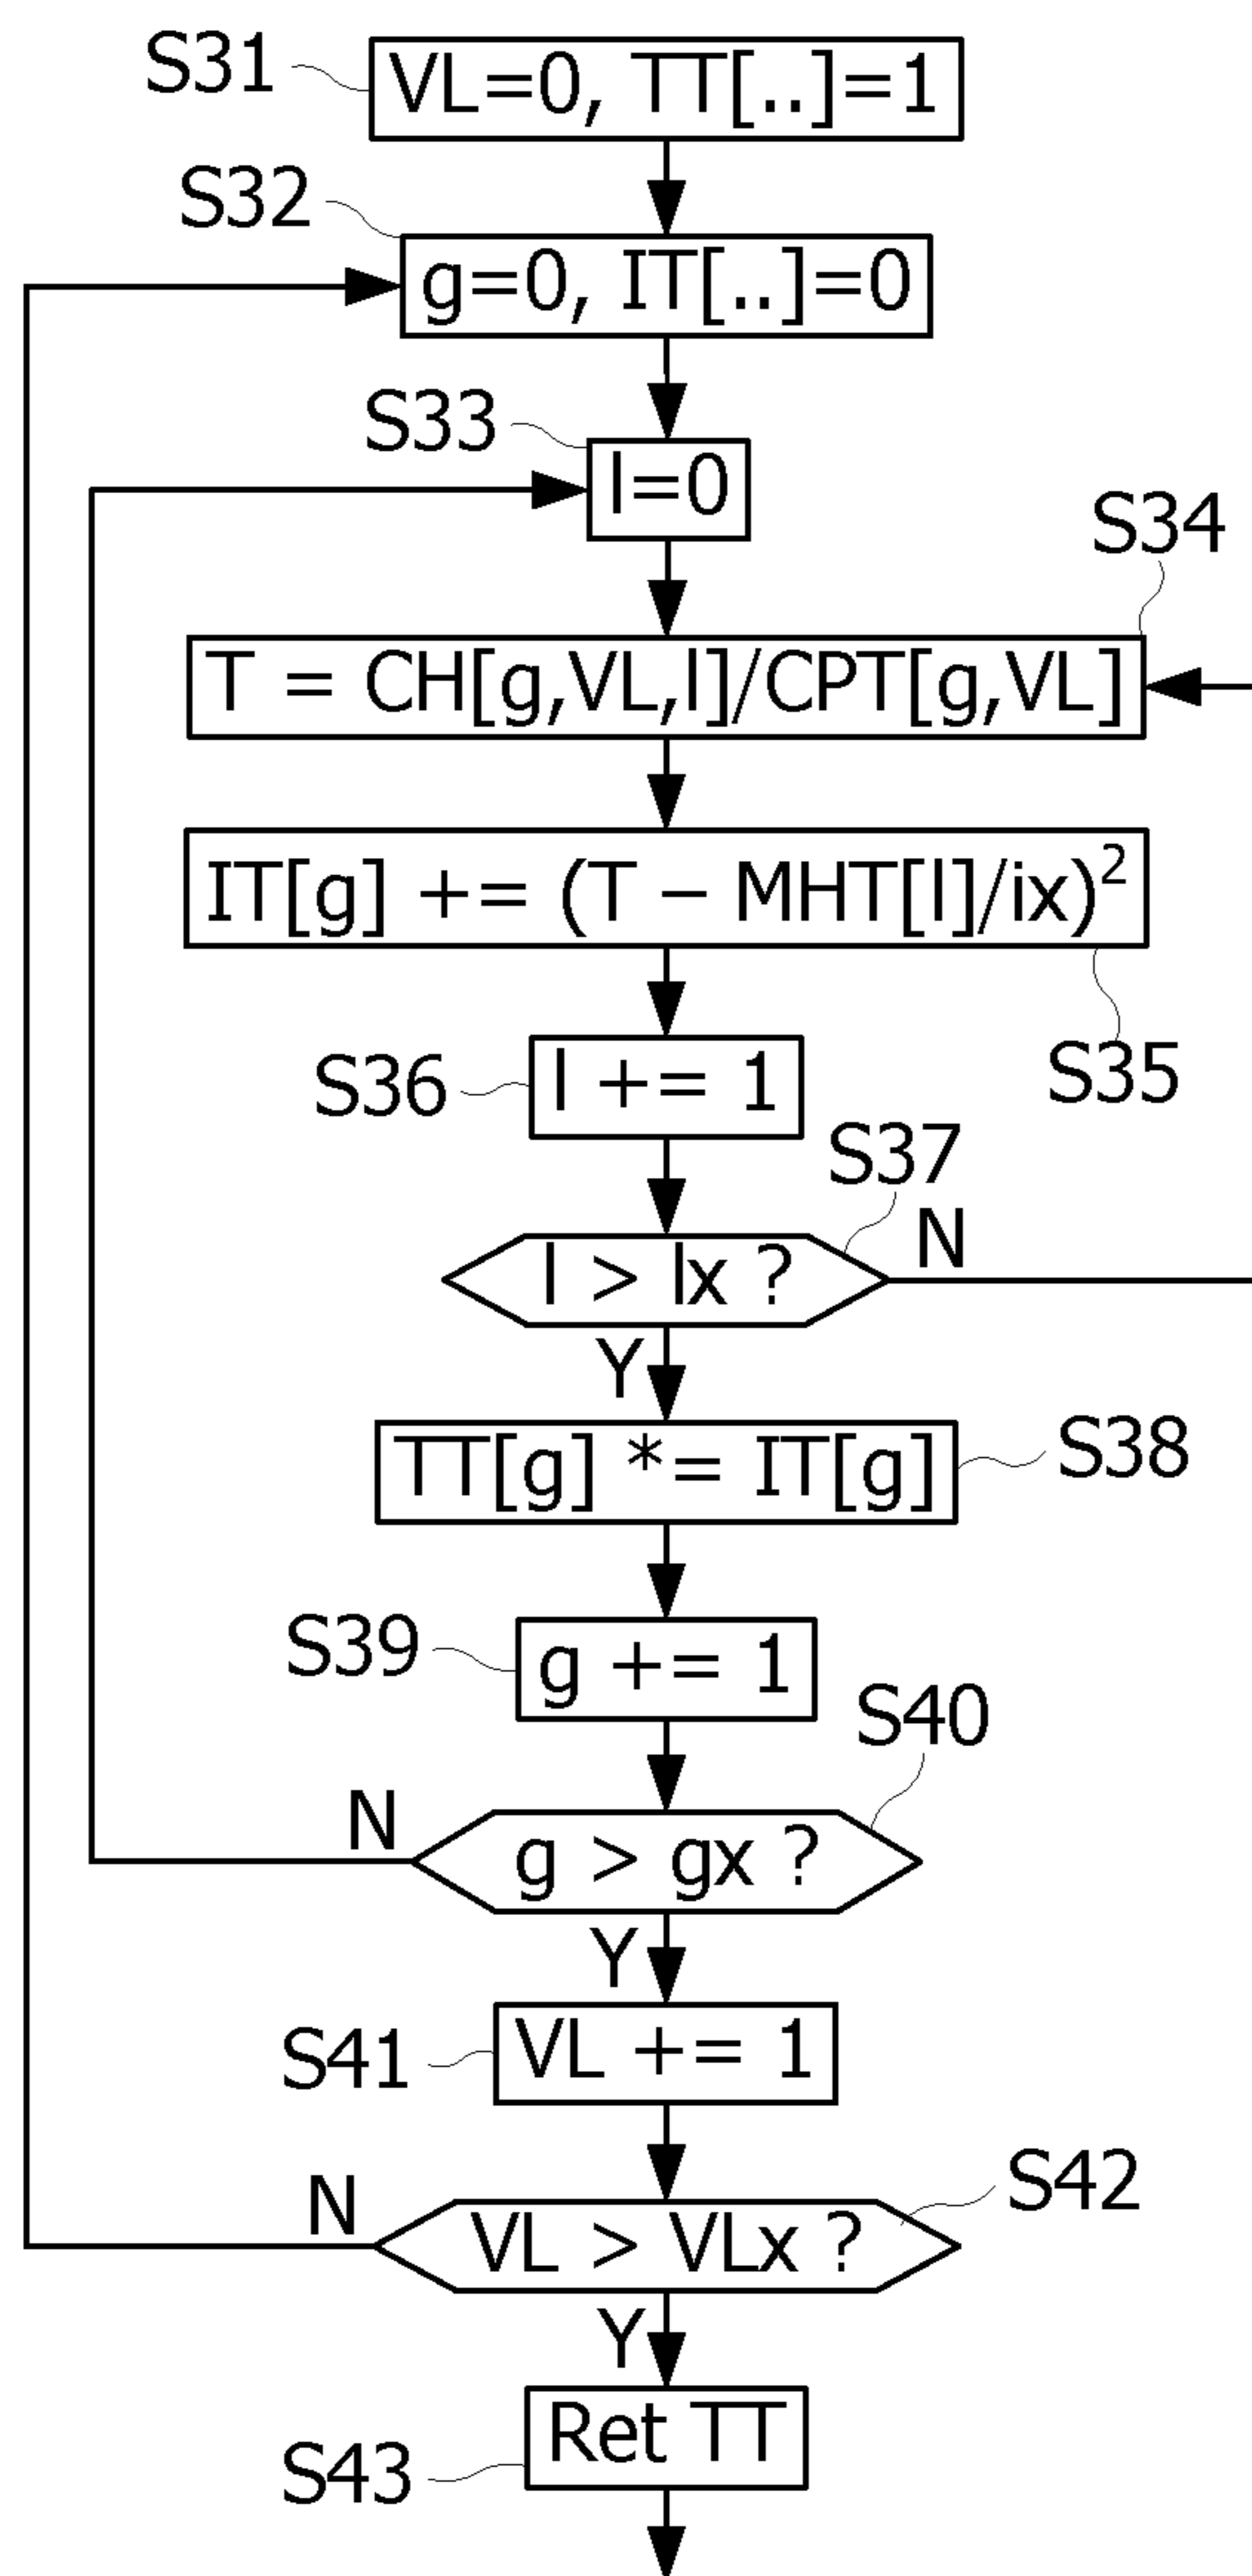 S31
VL=0, TT[..]=1
S32
g=0, IT[..]=0
S33
l=0
S34
T = CH[g,VL,l]/CPT[g,VL]
IT[g] += (T − MHT[l]/ix)²
S35
S36
l += 1
S37
l > lx ?
N
Y
TT[g] *= IT[g]
S38
S39
g += 1
S40
N
g > gx ?
Y
S41
VL += 1
S42
N
VL > VLx ?
Y
Ret TT
S43